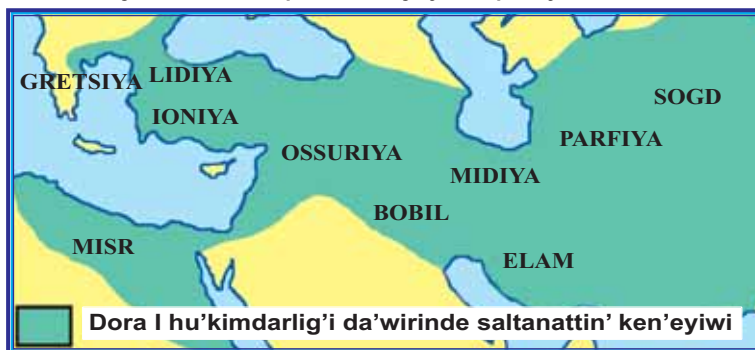 GRETSIYA LIDIYA
SOGD
IONIYA
PARFIYA
OSSURIYA
MIDIYA
BOBIL
MISR
ELAM
Dora I hu’kimdarlig’i da’wirinde saltanattin’ ken’eyiwi